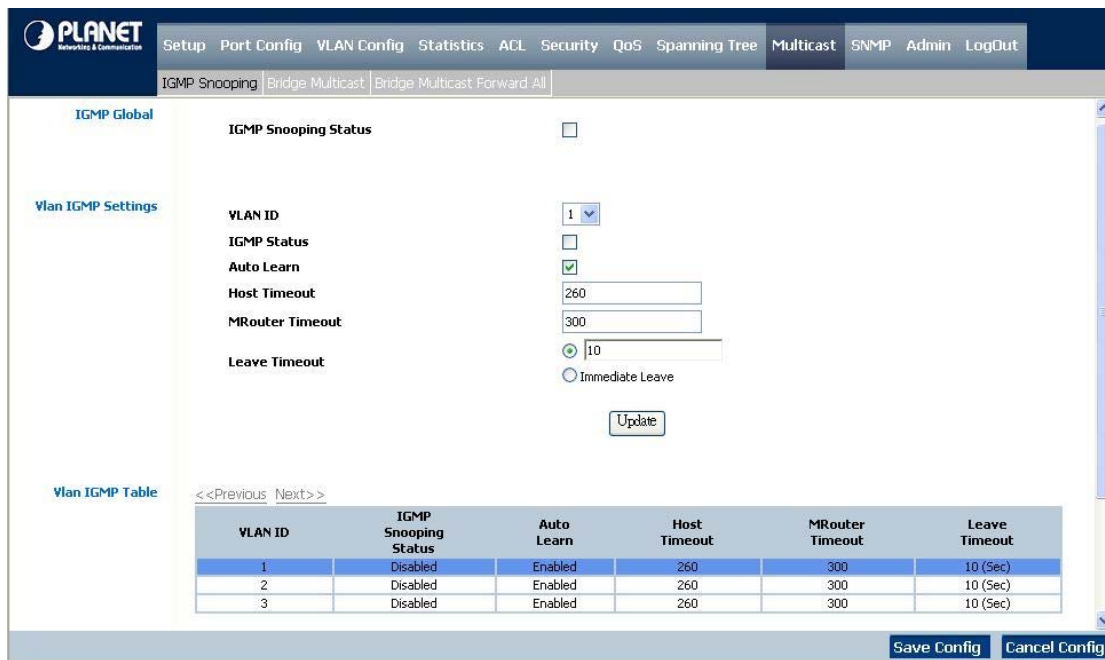 PLANET
Networking & Communication
Setup Port Config VLAN Config Statistics ACL Security QoS Spanning Tree Multicast SNMP Admin LogOut
IGMP Snooping Bridge Multicast Bridge Multicast Forward All
IGMP Global
IGMP Snooping Status
Vlan IGMP Settings
VLAN ID 1
IGMP Status
Auto Learn
Host Timeout 260
MRouter Timeout 300
Leave Timeout 10
Immediate Leave
Update
Vlan IGMP Table
<<Previous Next>>
VLAN ID IGMP Snooping Status Auto Learn Host Timeout MRouter Timeout Leave Timeout
1 Disabled Enabled 260 300 10 (Sec)
2 Disabled Enabled 260 300 10 (Sec)
3 Disabled Enabled 260 300 10 (Sec)
Save Config Cancel Config